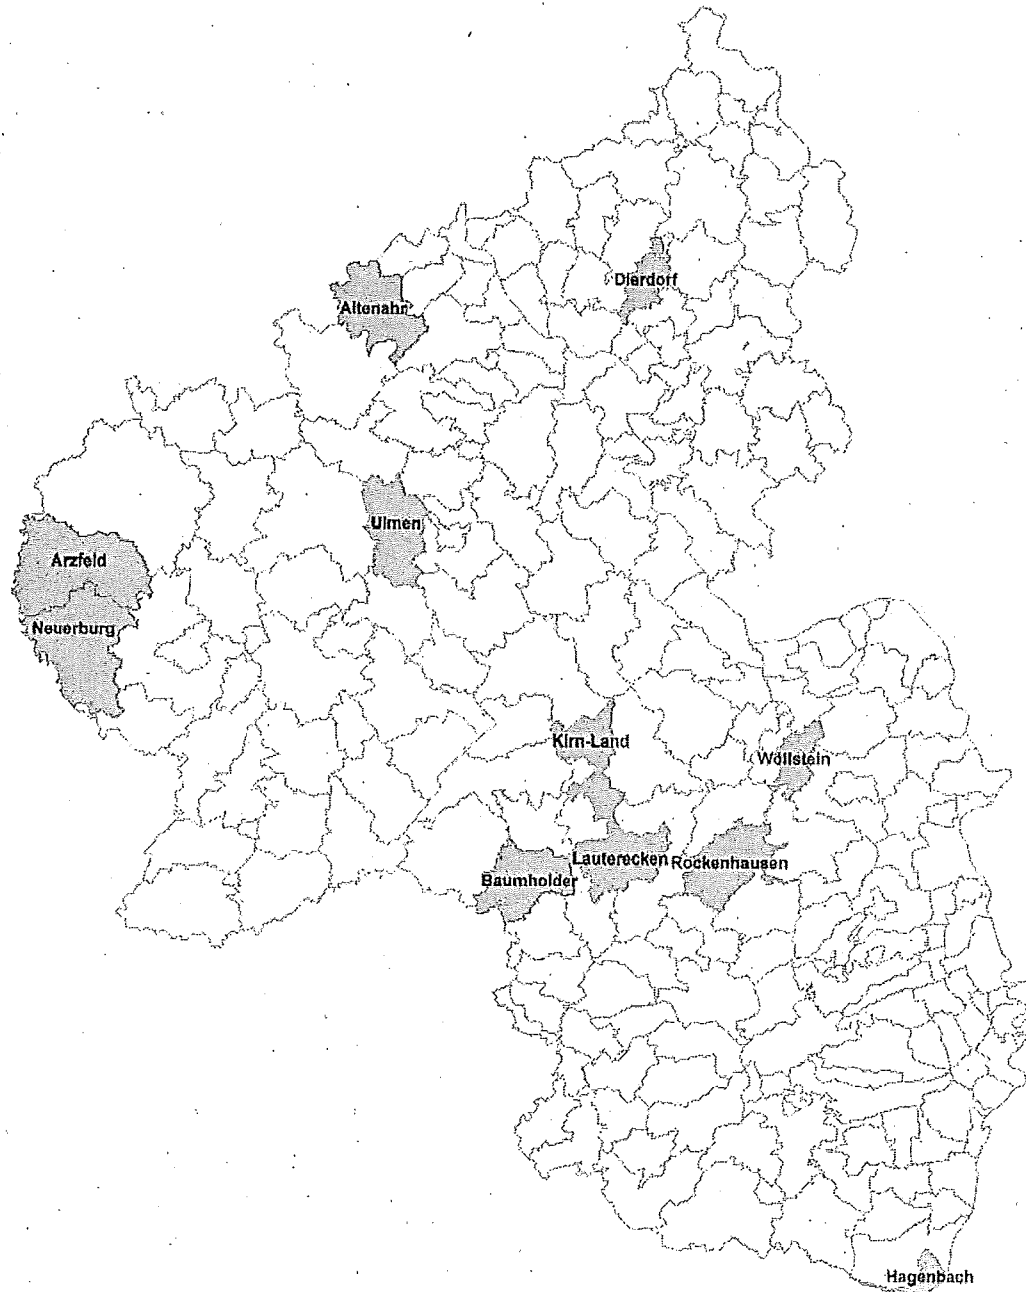 Dierdorf
Altenahr
Ulmen
Arzfeld
Neuerburg
Kirn-Land
Wöllstein
Lauterecken
Rockenhausen
Baumholder
Hagenbach